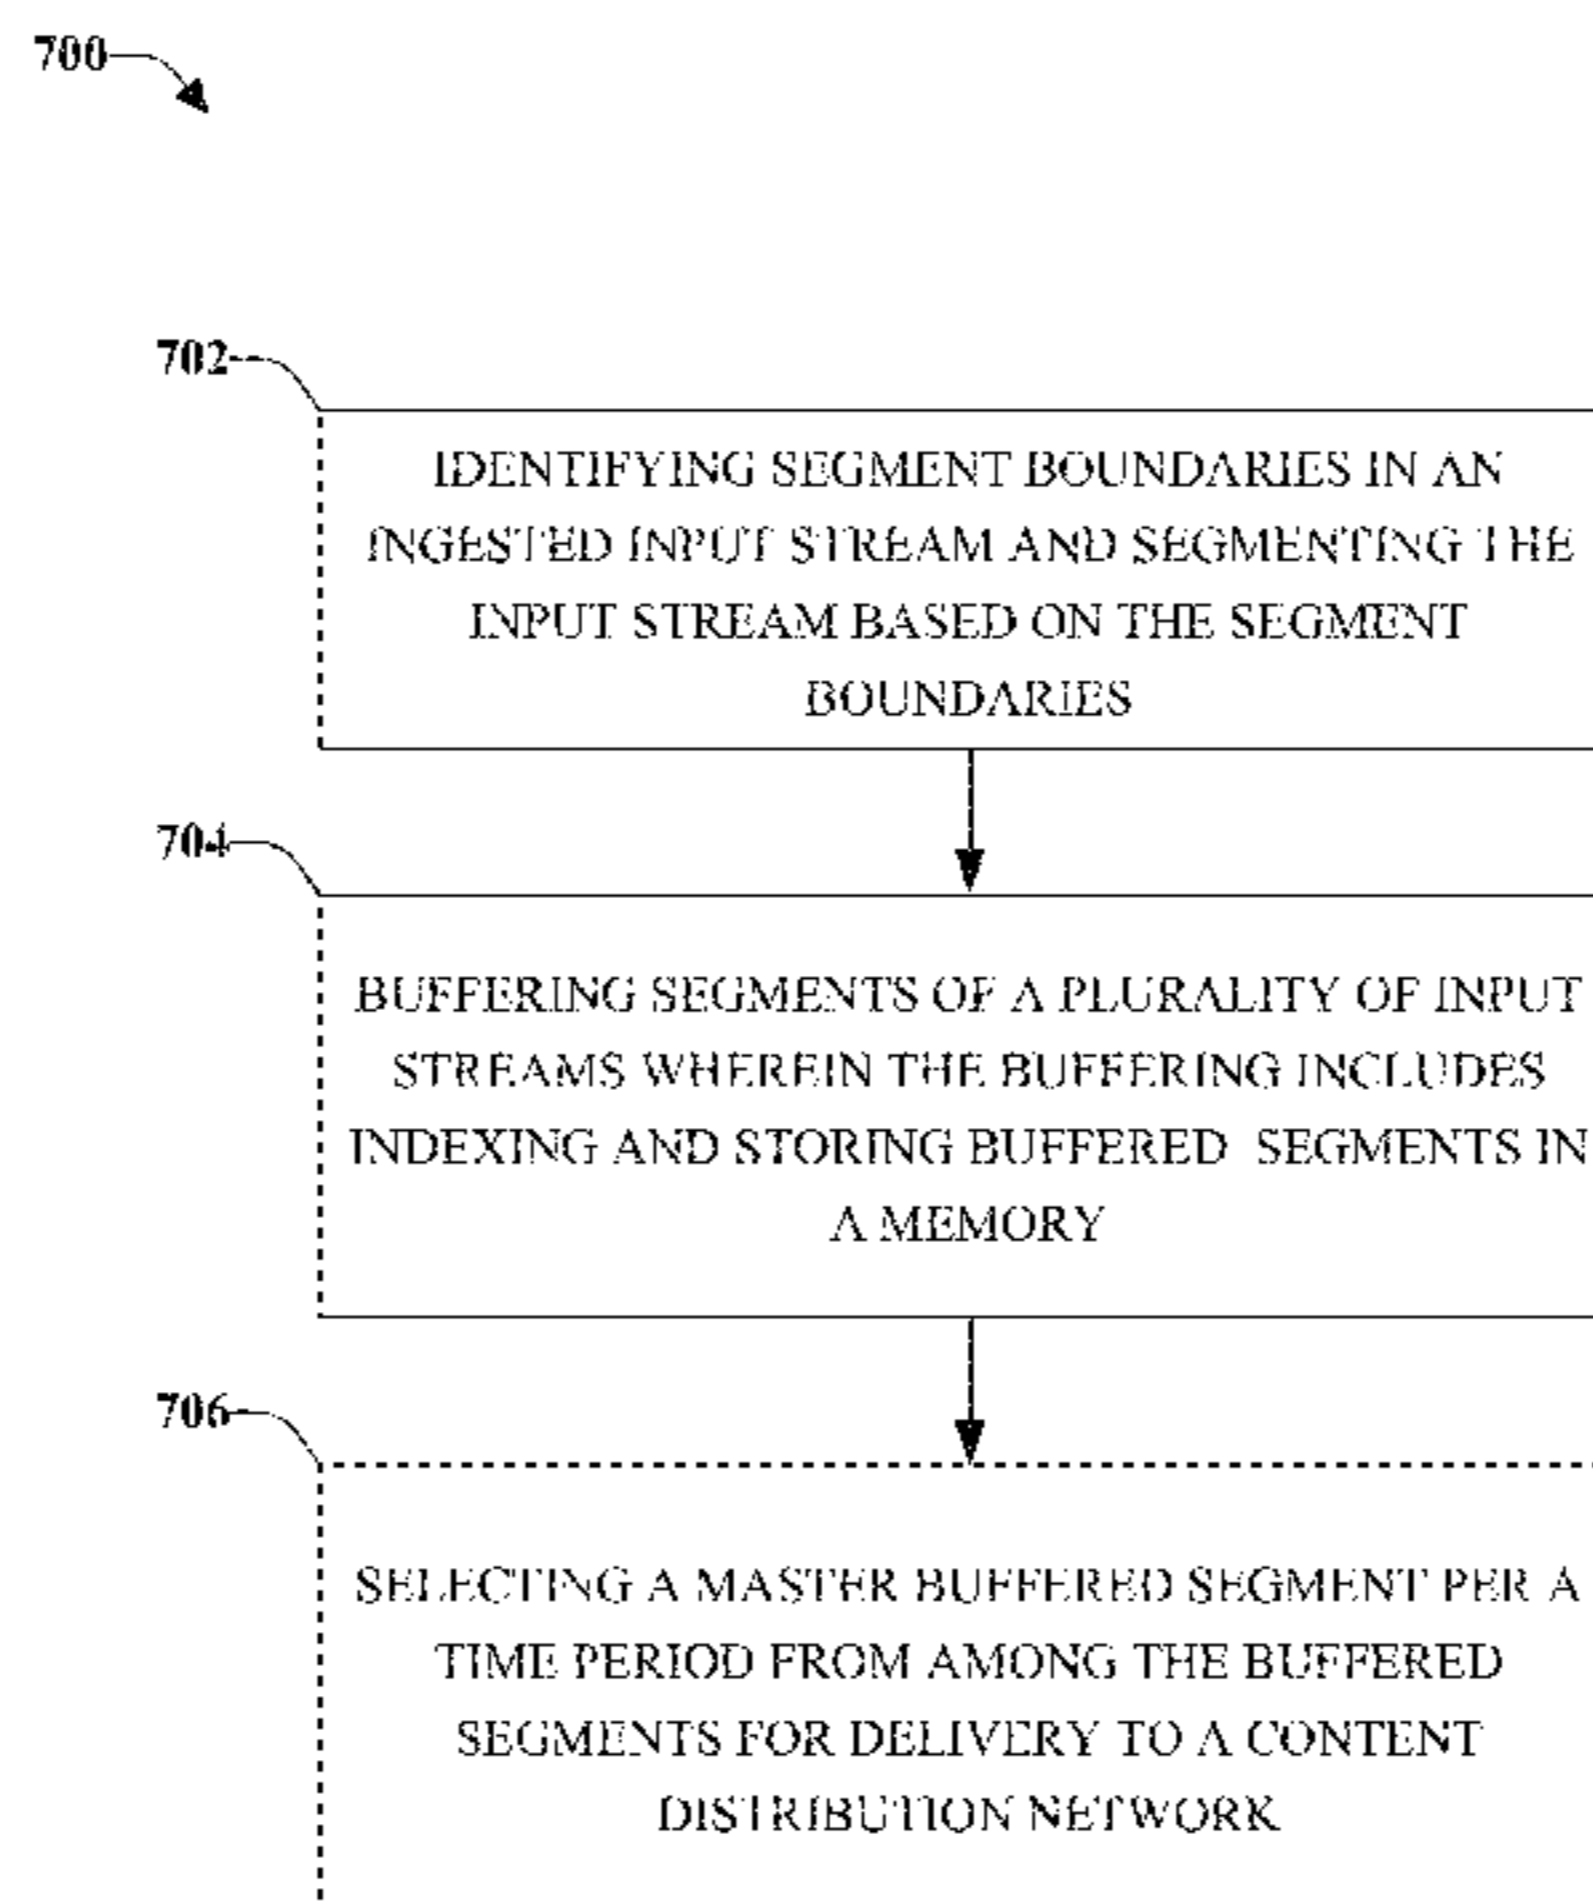 700
702
IDENTIFYING SEGMENT BOUNDARIES IN AN
INGESTED INPUT STREAM AND SEGMENTING THE
INPUT STREAM BASED ON THE SEGMENT
BOUNDARIES
704
BUFFERING SEGMENTS OF A PLURALITY OF INPUT
STREAMS WHEREIN THE BUFFERING INCLUDES
INDEXING AND STORING BUFFERED SEGMENTS IN
A MEMORY
706
SELECTING A MASTER BUFFERED SEGMENT PER A
TIME PERIOD FROM AMONG THE BUFFERED
SEGMENTS FOR DELIVERY TO A CONTENT
DISTRIBUTION NETWORK